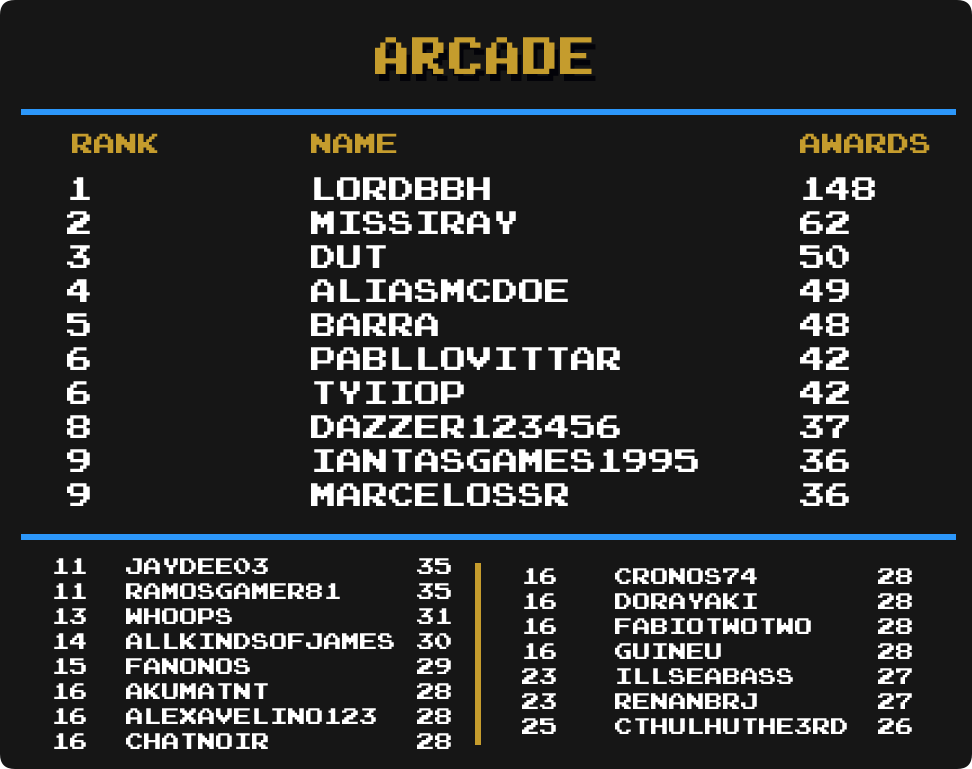 ARCADE
RANK NAME AWARDS
1 LORDBBH 148
2 MISSIRAY 62
3 DUT 50
4 ALIASMCDOE 49
5 BARRA 48
6 PABLLOVITTAR 42
6 TYIIOP 42
8 DAZZER123456 37
9 IANTASGAMES1995 36
9 MARCELOSSR 36
11 JAYDEE03 35
11 RAMOSGAMER81 35
13 WHOOPS 31
14 ALLKINDSOFJAMES 30
15 FANONOS 29
16 AKUMATNT 28
16 ALEXAVELINO123 28
16 CHATNOIR 28
16 CRONOS74 28
16 DORAYAKI 28
16 FABIOTWOTWO 28
16 GUINEU 28
23 ILLSEABASS 27
23 RENANBRJ 27
25 CTHULHUTHE3RD 26